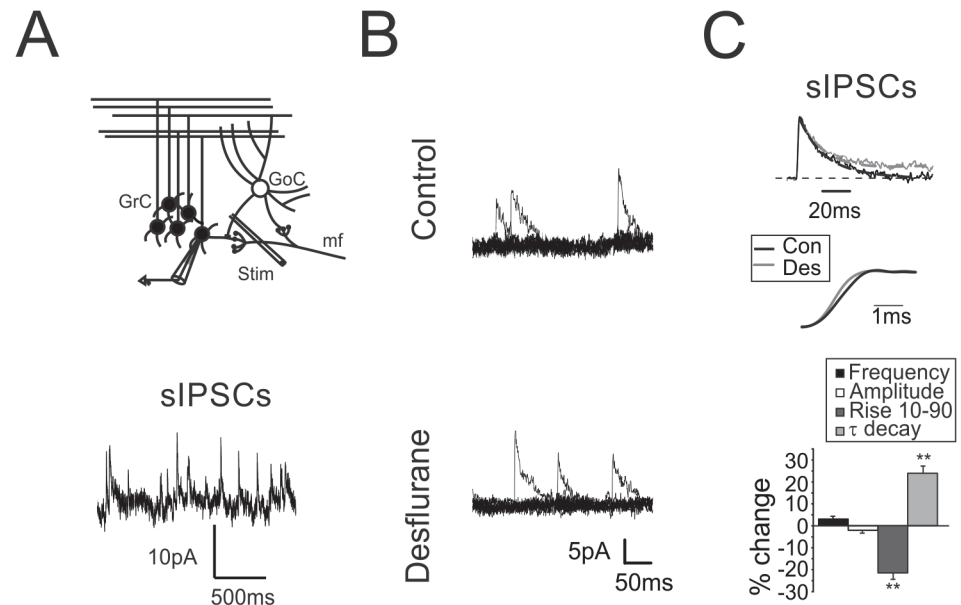 A
GrC
GoC
mf
Stim
sIPSCs
10pA
500ms
B
Control
Desflurane
5pA
50ms
C
sIPSCs
20ms
Con
Des
1ms
Frequency
Amplitude
Rise 10-90
τ decay
% change
30
20
10
0
-10
-20
-30
**
**